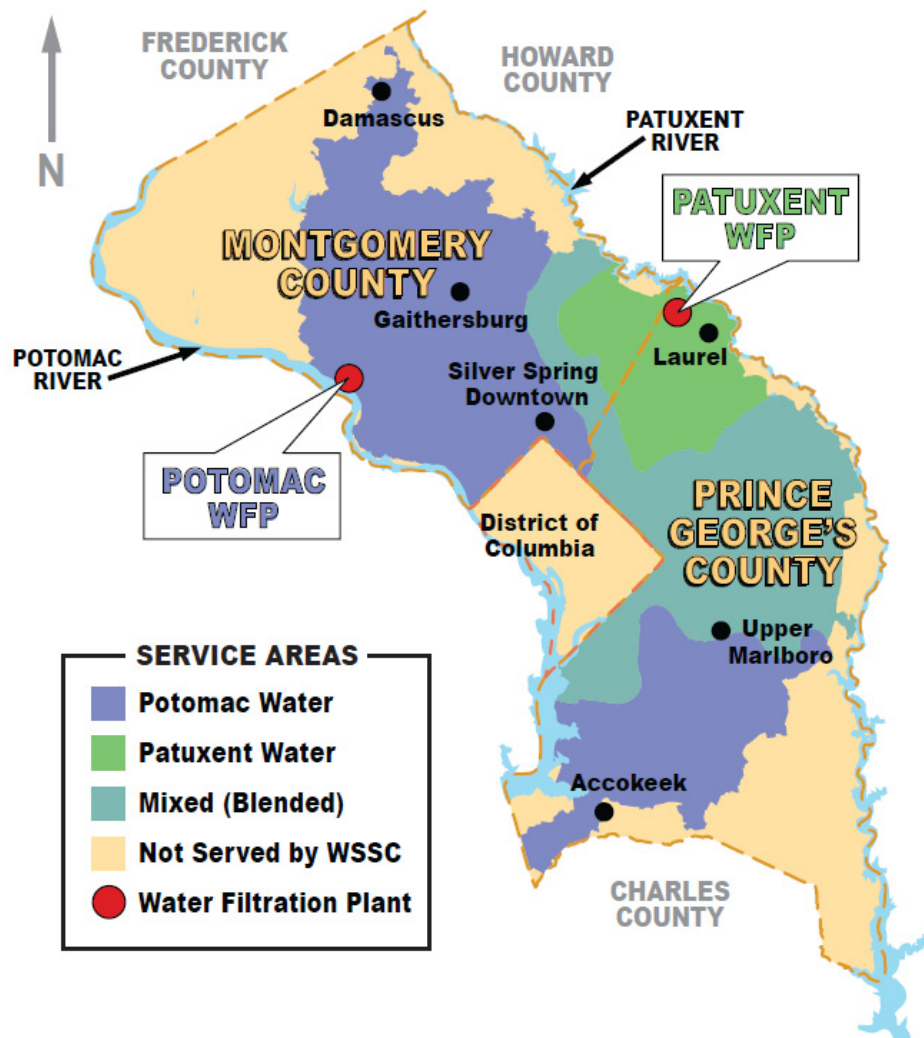 FREDERICK
COUNTY
HOWARD
COUNTY
N
Damascus
PATUXENT
RIVER
PATUXENT
WFP
MONTGOMERY
COUNTY
Gaithersburg
Laurel
POTOMAC
RIVER
Silver Spring
Downtown
POTOMAC
WFP
District of
Columbia
PRINCE
GEORGE'S
COUNTY
Upper
Marlboro
SERVICE AREAS
Potomac Water
Patuxent Water
Mixed (Blended)
Not Served by WSSC
Water Filtration Plant
Accokeek
CHARLES
COUNTY